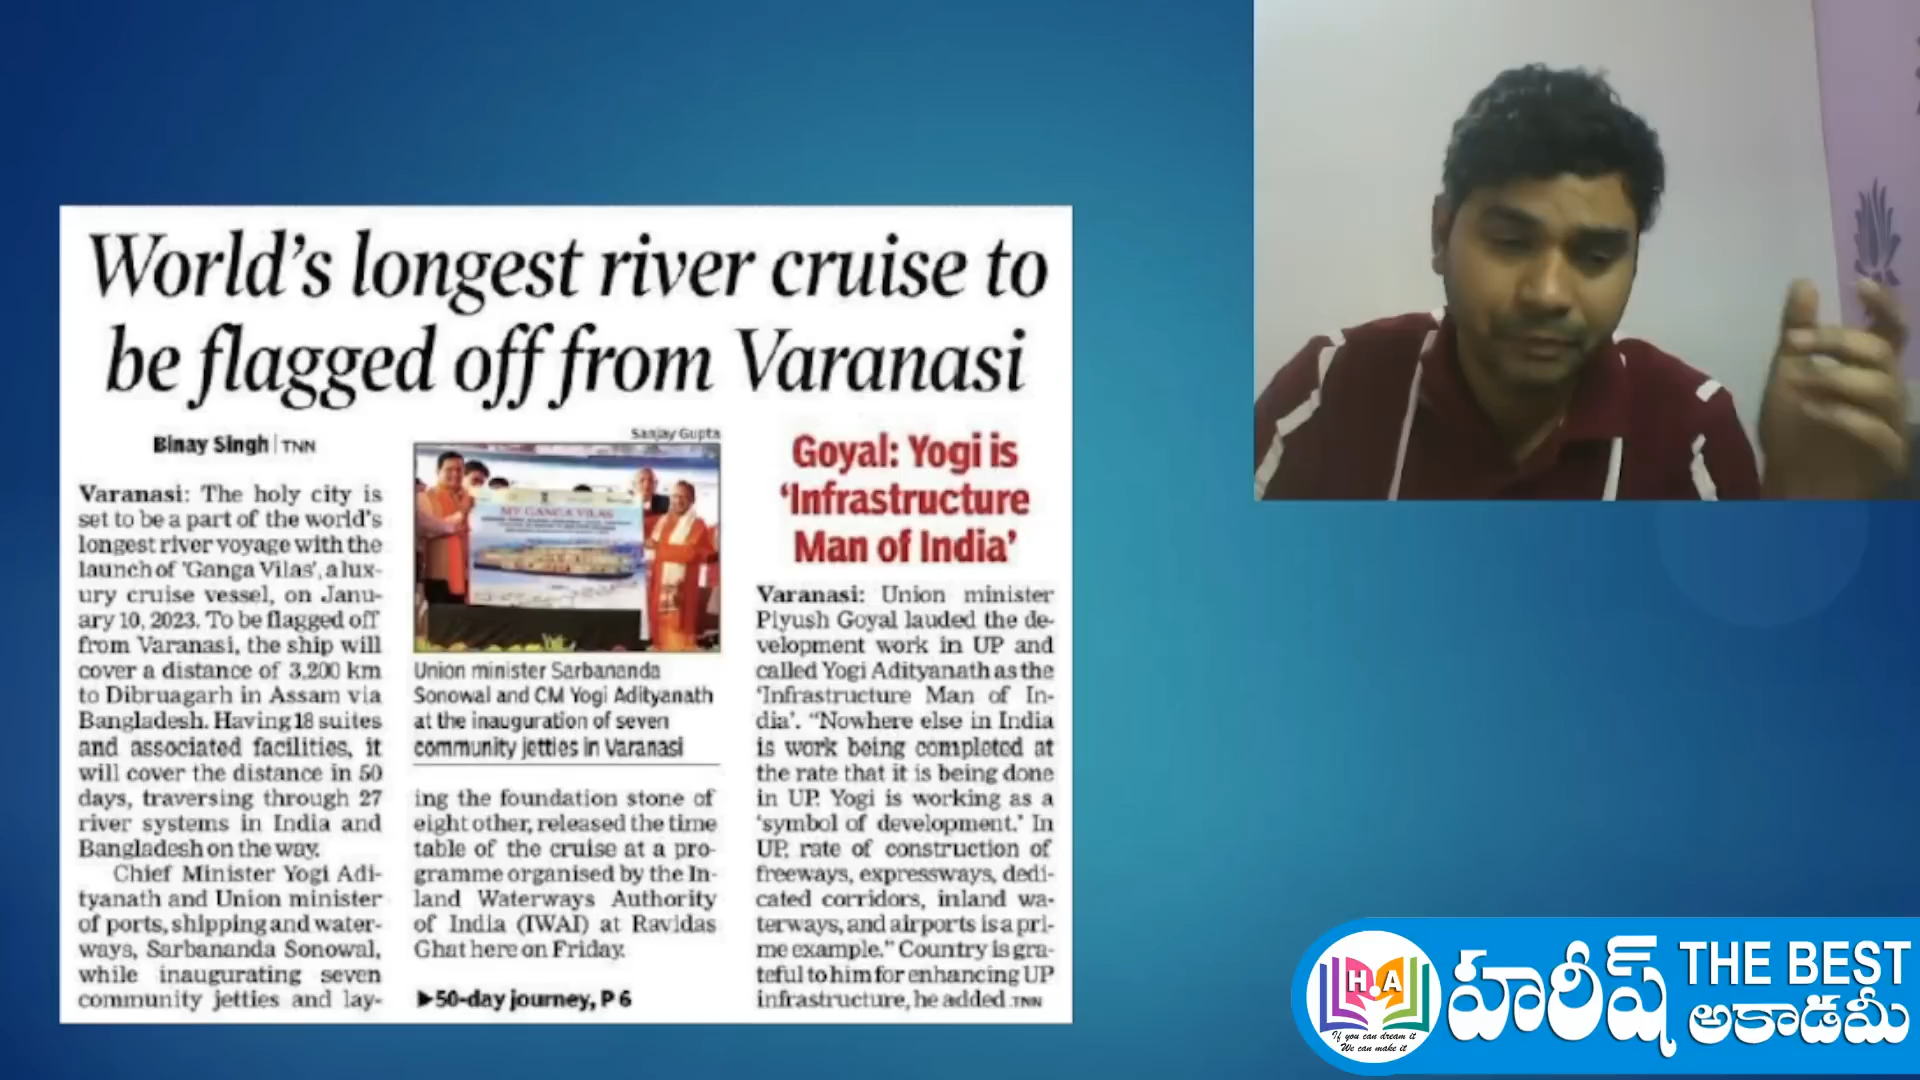 World's longest river cruise to
be flagged off from Varanasi
Binay Singh | TNN
Varanasi: The holy city is
set to be a part of the world's
longest river voyage with the
launch of 'Ganga Vilas', a lux-
ury cruise vessel, on Janu-
ary 10, 2023. To be flagged off
from Varanasi, the ship will
cover a distance of 3,200 km
to Dibruagarh in Assam via
Bangladesh. Having 18 suites
and associated facilities, it
will cover the distance in 50
days, traversing through 27
river systems in India and
Bangladesh on the way.
Chief Minister Yogi Adi-
tyanath and Union minister
of ports, shipping and water-
ways, Sarbananda Sonowal,
while inaugurating seven
community jetties and lay-
Sanjay Gupta
MV GANGA VILAS
Union minister Sarbananda
Sonowal and CM Yogi Adityanath
at the inauguration of seven
community jetties in Varanasi
ing the foundation stone of
eight other, released the time
table of the cruise at a pro-
gramme organised by the In-
land Waterways Authority
of India (IWAI) at Ravidas
Ghat here on Friday.
▶50-day journey, P 6
Goyal: Yogi is
'Infrastructure
Man of India'
Varanasi: Union minister
Piyush Goyal lauded the de-
velopment work in UP and
called Yogi Adityanath as the
'Infrastructure Man of In-
dia'. "Nowhere else in India
is work being completed at
the rate that it is being done
in UP. Yogi is working as a
'symbol of development.' In
UP, rate of construction of
freeways, expressways, dedi-
cated corridors, inland wa-
terways, and airports is a pri-
me example." Country is gra-
teful to him for enhancing UP
infrastructure, he added. TNN
H.A
If you can dream it
We can make it
హరీష్ THE BEST
అకాడమీ